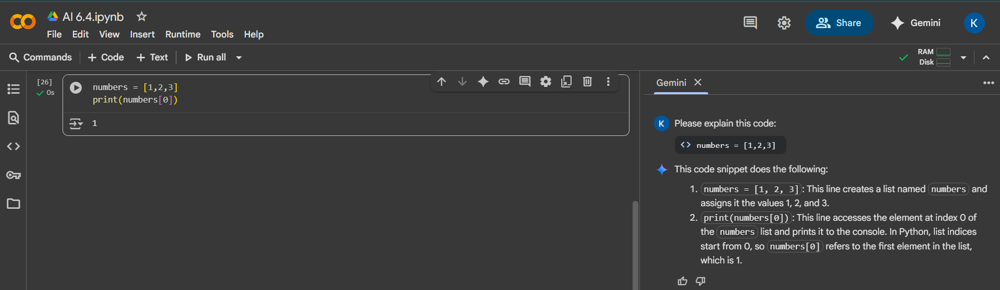 AI 6.4.ipynb
File Edit View Insert Runtime Tools Help
Share
Gemini
K
Commands + Code + Text Run all
RAM
Disk
[26]
0s
numbers = [1,2,3]
print(numbers[0])
1
Gemini
K Please explain this code:
<> numbers = [1,2,3]
This code snippet does the following:
1. numbers = [1, 2, 3]: This line creates a list named numbers and
assigns it the values 1, 2, and 3.
2. print(numbers[0]): This line accesses the element at index 0 of
the numbers list and prints it to the console. In Python, list indices
start from 0, so numbers[0] refers to the first element in the list,
which is 1.